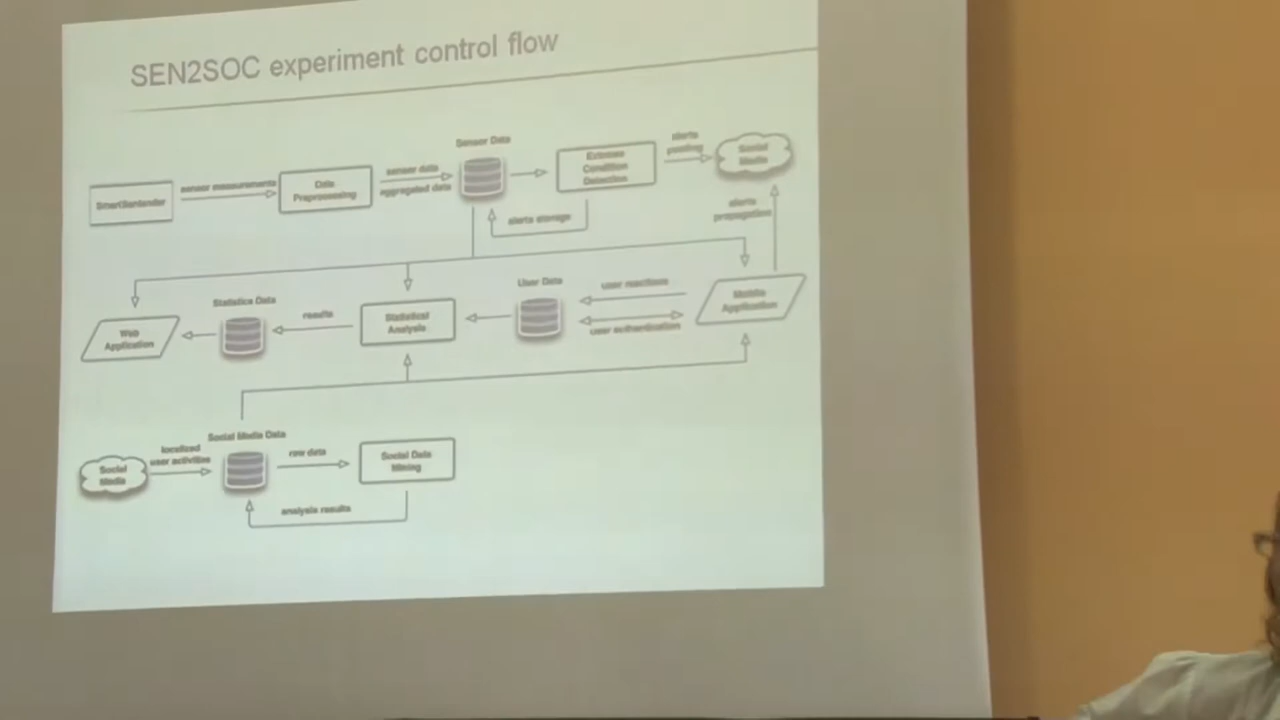 SEN2SOC experiment control flow
Sensor Data
alerts
posting
Social
Media
Extreme
Condition
Detection
sensor data
aggregated data
sensor measurements
Data
Preprocessing
SmartSantander
alerts storage
alerts
propagation
User Data
user reactions
user authentication
Mobile
Application
Statistics Data
results
Statistical
Analysis
Web
Application
Social Media Data
localized
user activities
raw data
Social Data
Mining
Social
Media
analysis results